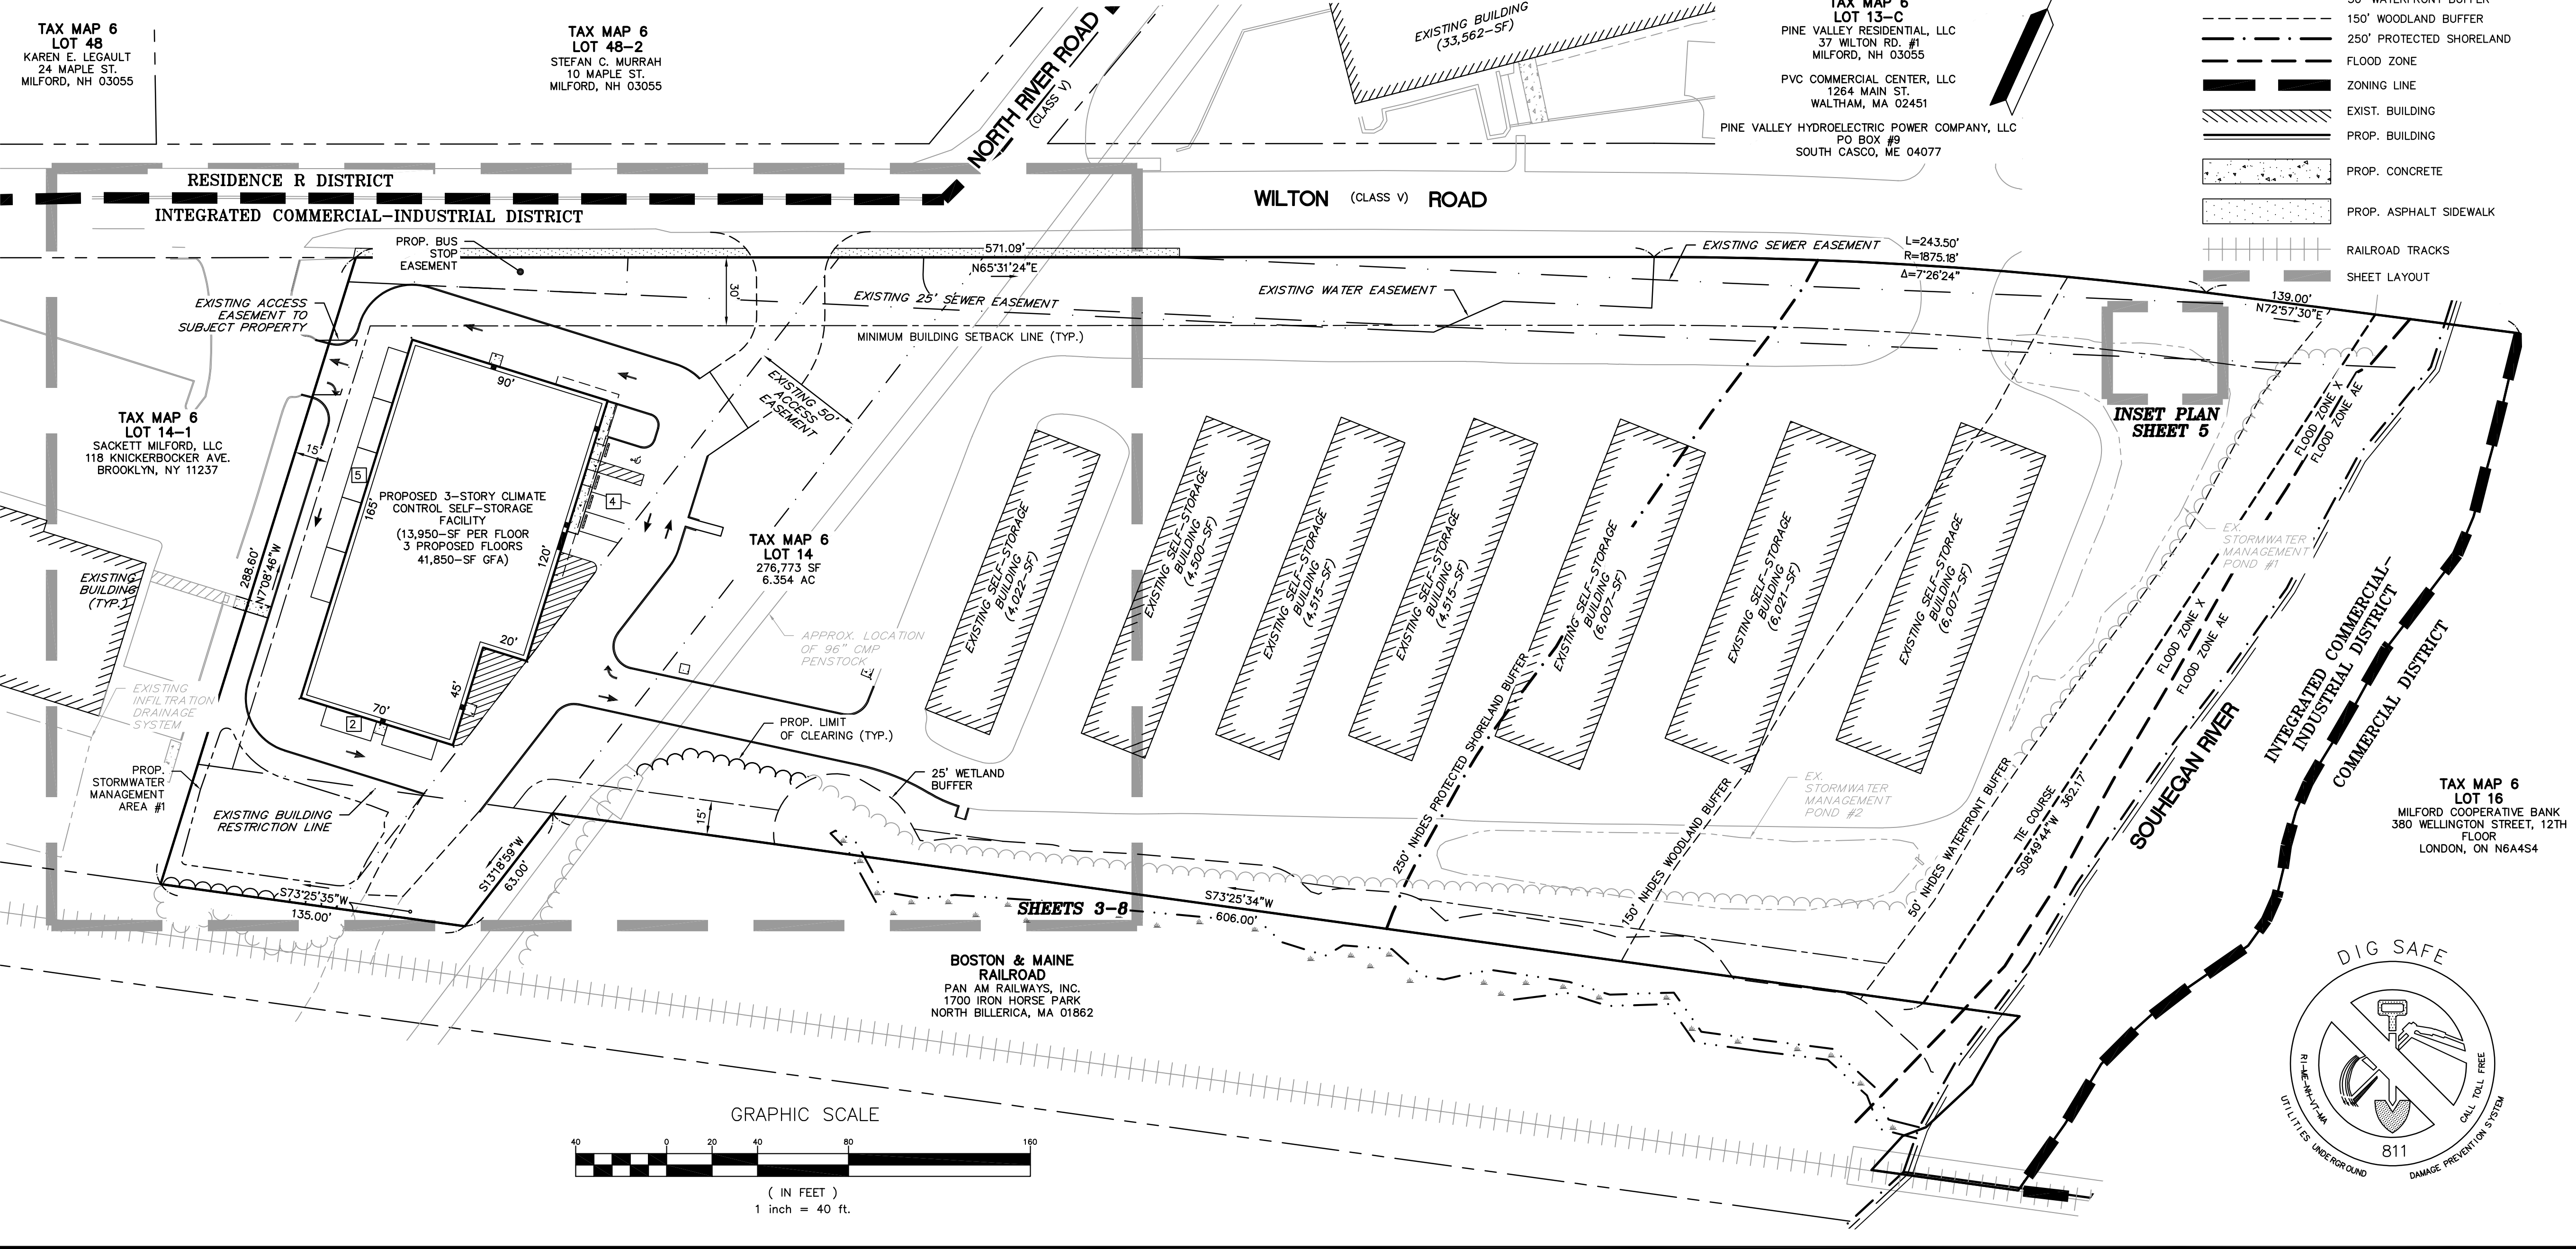 TAX MAP 6
LOT 48
KAREN E. LEGAULT
24 MAPLE ST.
MILFORD, NH 03055
TAX MAP 6
LOT 48-2
STEFAN C. MURRAH
10 MAPLE ST.
MILFORD, NH 03055
NORTH RIVER ROAD
(CLASS V)
EXISTING BUILDING
(33,562-SF)
TAX MAP 6
LOT 13-C
PINE VALLEY RESIDENTIAL, LLC
37 WILTON RD. #1
MILFORD, NH 03055
PVC COMMERCIAL CENTER, LLC
1264 MAIN ST.
WALTHAM, MA 02451
PINE VALLEY HYDROELECTRIC POWER COMPANY, LLC
PO BOX #9
SOUTH CASCO, ME 04077
50' WATERFRONT BUFFER
150' WOODLAND BUFFER
250' PROTECTED SHORELAND
FLOOD ZONE
ZONING LINE
EXIST. BUILDING
PROP. BUILDING
PROP. CONCRETE
PROP. ASPHALT SIDEWALK
RAILROAD TRACKS
SHEET LAYOUT
RESIDENCE R DISTRICT
INTEGRATED COMMERCIAL-INDUSTRIAL DISTRICT
WILTON (CLASS V) ROAD
PROP. BUS
STOP
EASEMENT
571.09'
N65°31'24"E
EXISTING SEWER EASEMENT
L=243.50'
R=1875.18'
Δ=7°26'24"
139.00'
N72°57'30"E
EXISTING ACCESS
EASEMENT TO
SUBJECT PROPERTY
30'
EXISTING 25' SEWER EASEMENT
EXISTING WATER EASEMENT
MINIMUM BUILDING SETBACK LINE (TYP.)
EXISTING 50'
ACCESS
EASEMENT
90'
INSET PLAN
SHEET 5
FLOOD ZONE X
FLOOD ZONE AE
TAX MAP 6
LOT 14-1
SACKETT MILFORD, LLC
118 KNICKERBOCKER AVE.
BROOKLYN, NY 11237
15'
5
165'
PROPOSED 3-STORY CLIMATE
CONTROL SELF-STORAGE
FACILITY
(13,950-SF PER FLOOR
3 PROPOSED FLOORS
41,850-SF GFA)
4
120'
20'
45'
70'
2
TAX MAP 6
LOT 14
276,773 SF
6.354 AC
EXISTING SELF-STORAGE
BUILDING
(4,022-SF)
EXISTING SELF-STORAGE
BUILDING
(4,500-SF)
EXISTING SELF-STORAGE
BUILDING
(4,515-SF)
EXISTING SELF-STORAGE
BUILDING
(4,515-SF)
EXISTING SELF-STORAGE
BUILDING
(6,007-SF)
EXISTING SELF-STORAGE
BUILDING
(6,021-SF)
EXISTING SELF-STORAGE
BUILDING
(6,007-SF)
EX.
STORMWATER
MANAGEMENT
POND #1
288.60'
N7°08'46"W
EXISTING
BUILDING
(TYP.)
APPROX. LOCATION
OF 96" CMP
PENSTOCK
EXISTING
INFILTRATION
DRAINAGE
SYSTEM
FLOOD ZONE X
FLOOD ZONE AE
INTEGRATED COMMERCIAL-
INDUSTRIAL DISTRICT
COMMERCIAL DISTRICT
SOUHEGAN RIVER
PROP. LIMIT
OF CLEARING (TYP.)
25' WETLAND
BUFFER
PROP.
STORMWATER
MANAGEMENT
AREA #1
EXISTING BUILDING
RESTRICTION LINE
15'
250' NHDES PROTECTED SHORELAND BUFFER
150' NHDES WOODLAND BUFFER
EX.
STORMWATER
MANAGEMENT
POND #2
50' NHDES WATERFRONT BUFFER
TIE COURSE
S08°49'44"W 362.17'
TAX MAP 6
LOT 16
MILFORD COOPERATIVE BANK
380 WELLINGTON STREET, 12TH
FLOOR
LONDON, ON N6A4S4
S13°18'59"W
63.00'
S73°25'35"W
135.00'
SHEETS 3-8
S73°25'34"W
606.00'
BOSTON & MAINE
RAILROAD
PAN AM RAILWAYS, INC.
1700 IRON HORSE PARK
NORTH BILLERICA, MA 01862
GRAPHIC SCALE
40 0 20 40 80 160
( IN FEET )
1 inch = 40 ft.
DIG SAFE
RI-ME-NH-VT-MA
CALL TOLL FREE
811
UTILITIES UNDERGROUND
DAMAGE PREVENTION SYSTEM